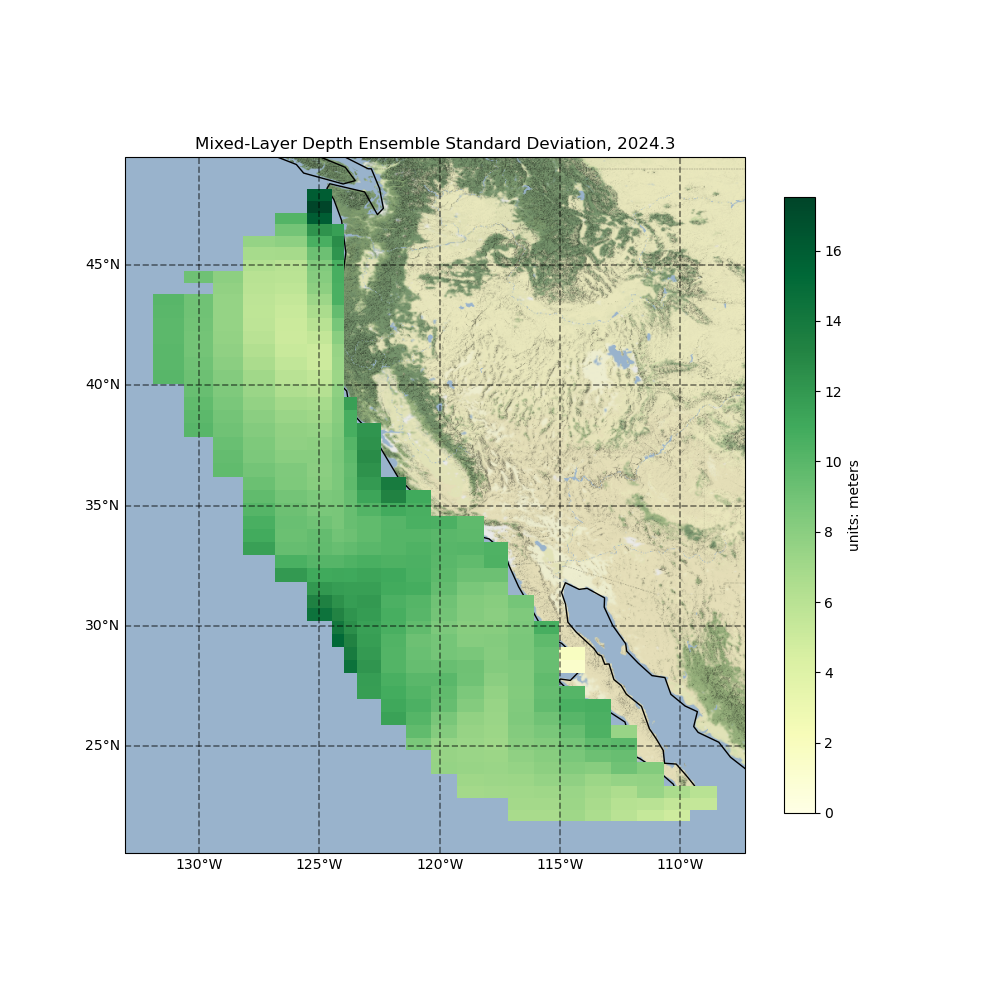 Mixed-Layer Depth Ensemble Standard Deviation, 2024.3
45°N
40°N
35°N
30°N
25°N
130°W 125°W 120°W 115°W 110°W
16
14
12
10
8
6
4
2
0
units: meters